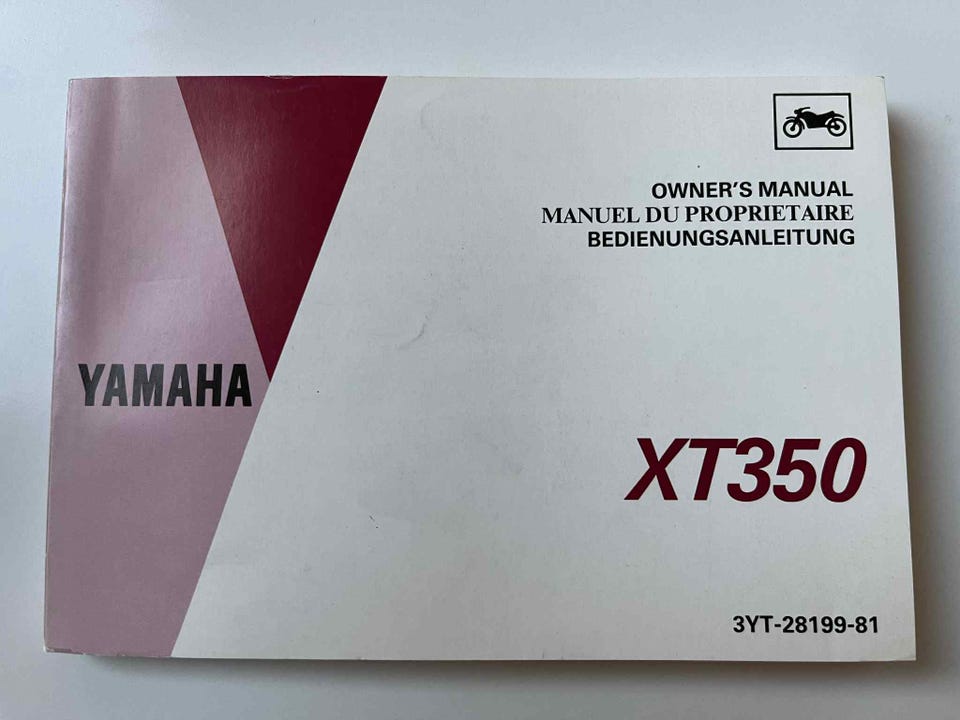 OWNER'S MANUAL
MANUEL DU PROPRIETAIRE
BEDIENUNGSANLEITUNG
YAMAHA
XT350
3YT-28199-81